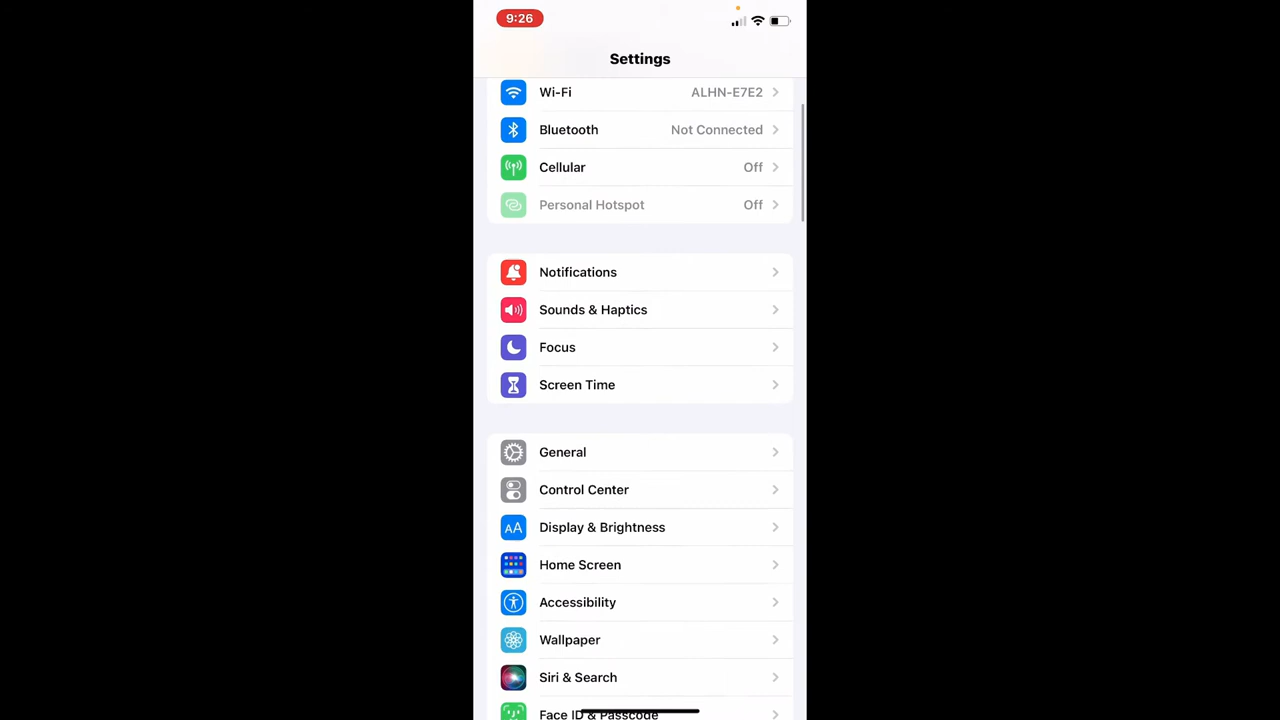 9:26
Settings
Wi-Fi ALHN-E7E2
Bluetooth Not Connected
Cellular Off
Personal Hotspot Off
Notifications
Sounds & Haptics
Focus
Screen Time
General
Control Center
AA Display & Brightness
Home Screen
Accessibility
Wallpaper
Siri & Search
Face ID & Passcode